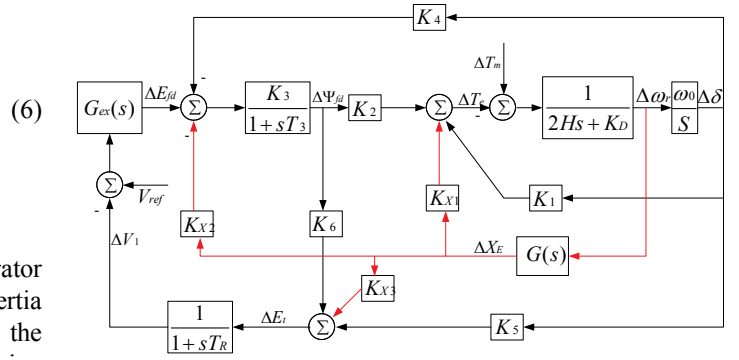 K4
ΔTm
(6)
Gex(s)
ΔEfd
-
Σ
-
K3
1+sT3
ΔΨfd
K2
Σ
ΔTe
-
Σ
1
2Hs+KD
Δωr
ω0
S
Δδ
Σ
Vref
-
KX2
KX1
K1
ΔV1
K6
ΔXE
G(s)
KX3
rator
ertia
the
1
1+sTR
ΔEt
Σ
K5